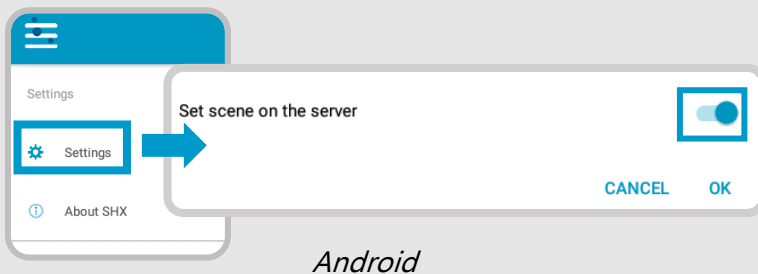 Settings
Set scene on the server
Settings
CANCEL OK
About SHX
Android